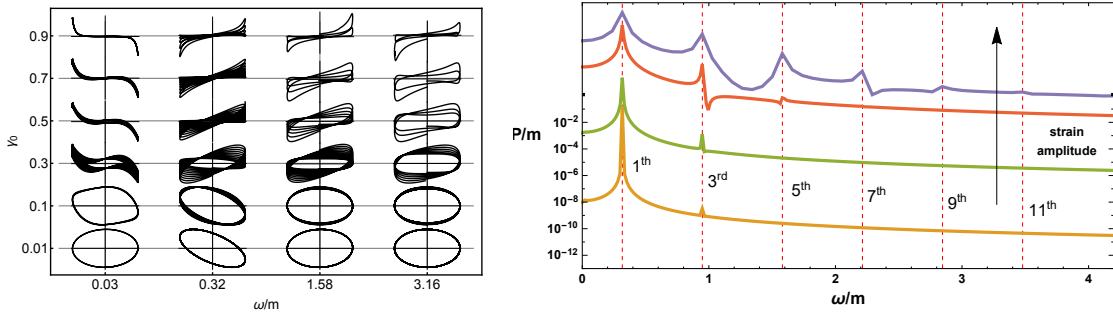 0.9
0.7
0.5
γ₀
0.3
0.1
0.01
0.03 0.32 1.58 3.16
ω/m
P/m
10⁻²
10⁻⁴
10⁻⁶
10⁻⁸
10⁻¹⁰
10⁻¹²
strain
amplitude
1ᵗʰ
3ʳᵈ
5ᵗʰ
7ᵗʰ
9ᵗʰ
11ᵗʰ
0 1 2 3 4
ω/m